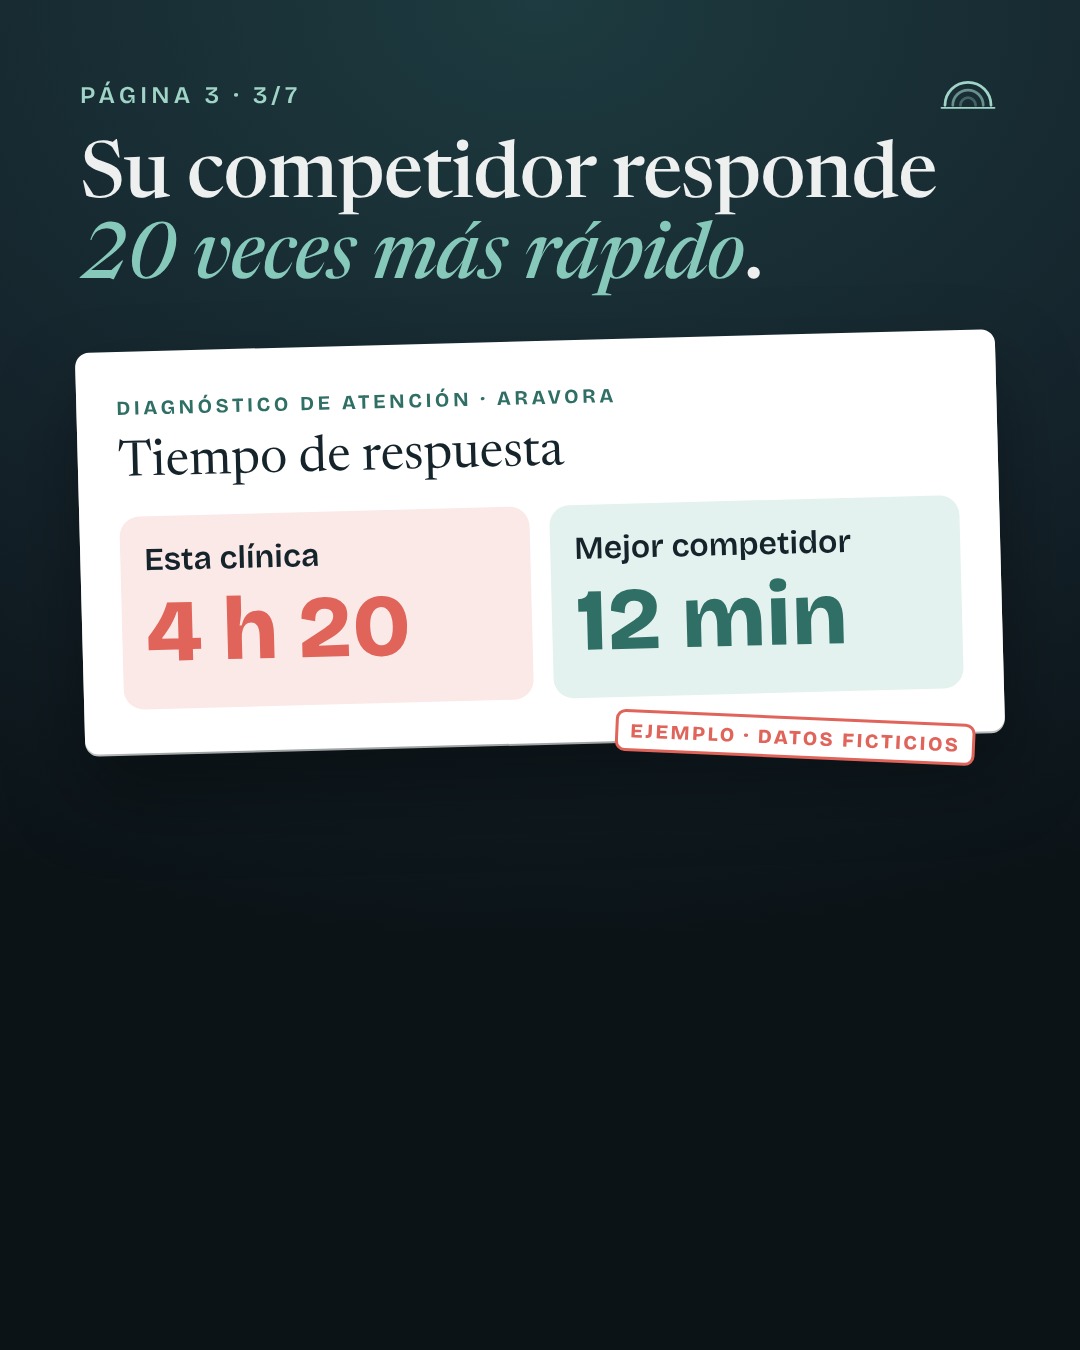 PÁGINA 3 · 3/7
Su competidor responde
20 veces más rápido.
DIAGNÓSTICO DE ATENCIÓN · ARAVORA
Tiempo de respuesta
Esta clínica
4 h 20
Mejor competidor
12 min
EJEMPLO · DATOS FICTICIOS